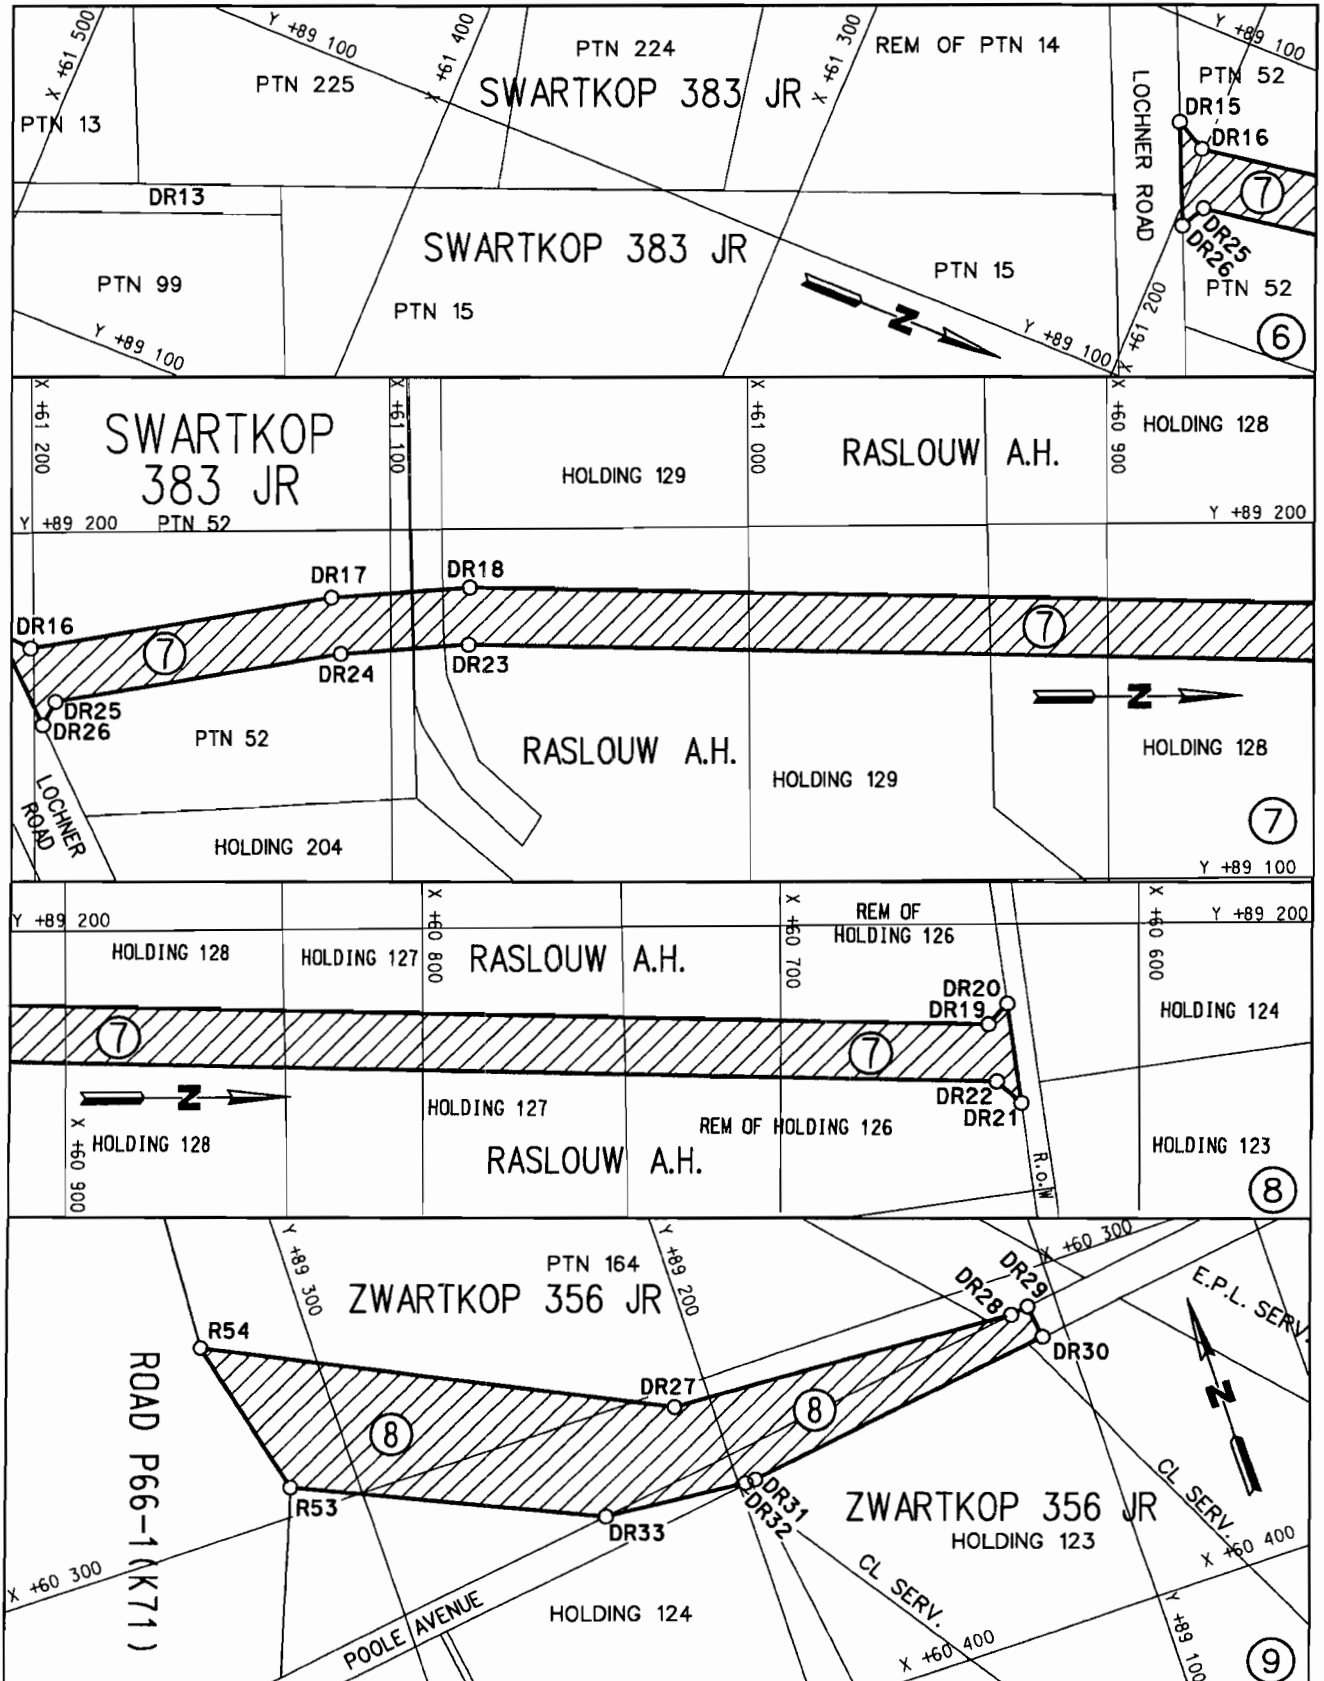 X +61 500
Y +89 100
X +61 400
PTN 224
X +61 300
REM OF PTN 14
Y +89 100
PTN 225
SWARTKOP 383 JR
PTN 52
PTN 13
LOCHNER ROAD
DR15
DR16
7
DR13
SWARTKOP 383 JR
DR25
DR26
PTN 99
PTN 15
N
PTN 15
X +61 200
PTN 52
Y +89 100
Y +89 100
6
X +61 200
SWARTKOP
383 JR
X +61 100
HOLDING 129
X +61 000
RASLOUW A.H.
X +60 900
HOLDING 128
Y +89 200
PTN 52
Y +89 200
DR17
DR18
DR16
7
7
DR24
DR23
DR25
DR26
N
PTN 52
RASLOUW A.H.
HOLDING 128
HOLDING 129
LOCHNER
ROAD
HOLDING 204
7
Y +89 100
Y +89 200
X +60 800
X +60 700
REM OF
HOLDING 126
X +60 600
Y +89 200
HOLDING 128
HOLDING 127
RASLOUW A.H.
DR20
DR19
HOLDING 124
7
7
N
DR22
DR21
HOLDING 127
REM OF HOLDING 126
X +60 900
HOLDING 128
RASLOUW A.H.
R.o.W
HOLDING 123
8
Y +89 300
PTN 164
ZWARTKOP 356 JR
Y +89 200
X +60 300
DR28
DR29
E.P.L. SERV.
R54
DR30
ROAD P66-1(K71)
DR27
8
8
N
R53
DR33
DR31
DR32
ZWARTKOP 356 JR
HOLDING 123
CL SERV.
X +60 400
X +60 300
POOLE AVENUE
HOLDING 124
CL SERV.
X +60 400
Y +89 100
9